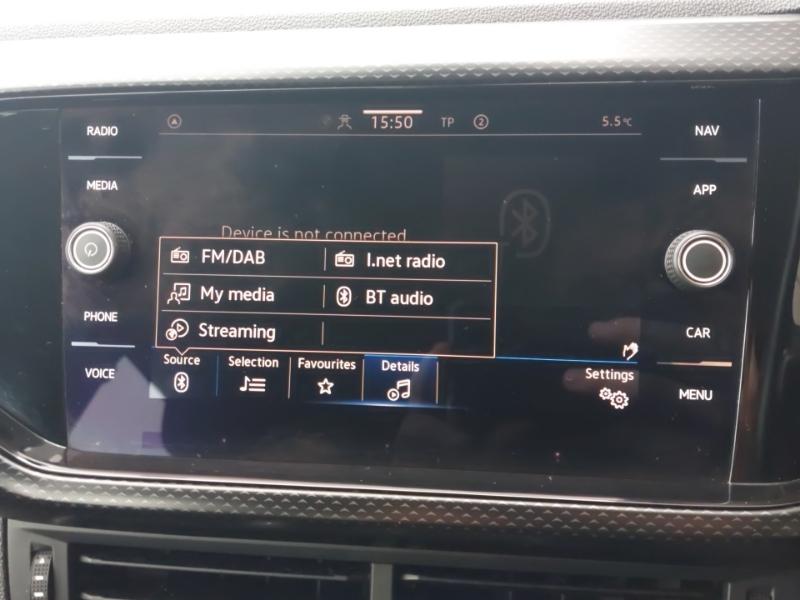 RADIO
15:50 TP 2 5.5°C
NAV
MEDIA
APP
Device is not connected
FM/DAB I.net radio
My media BT audio
Streaming
PHONE
CAR
Source Selection Favourites Details Settings
VOICE
MENU